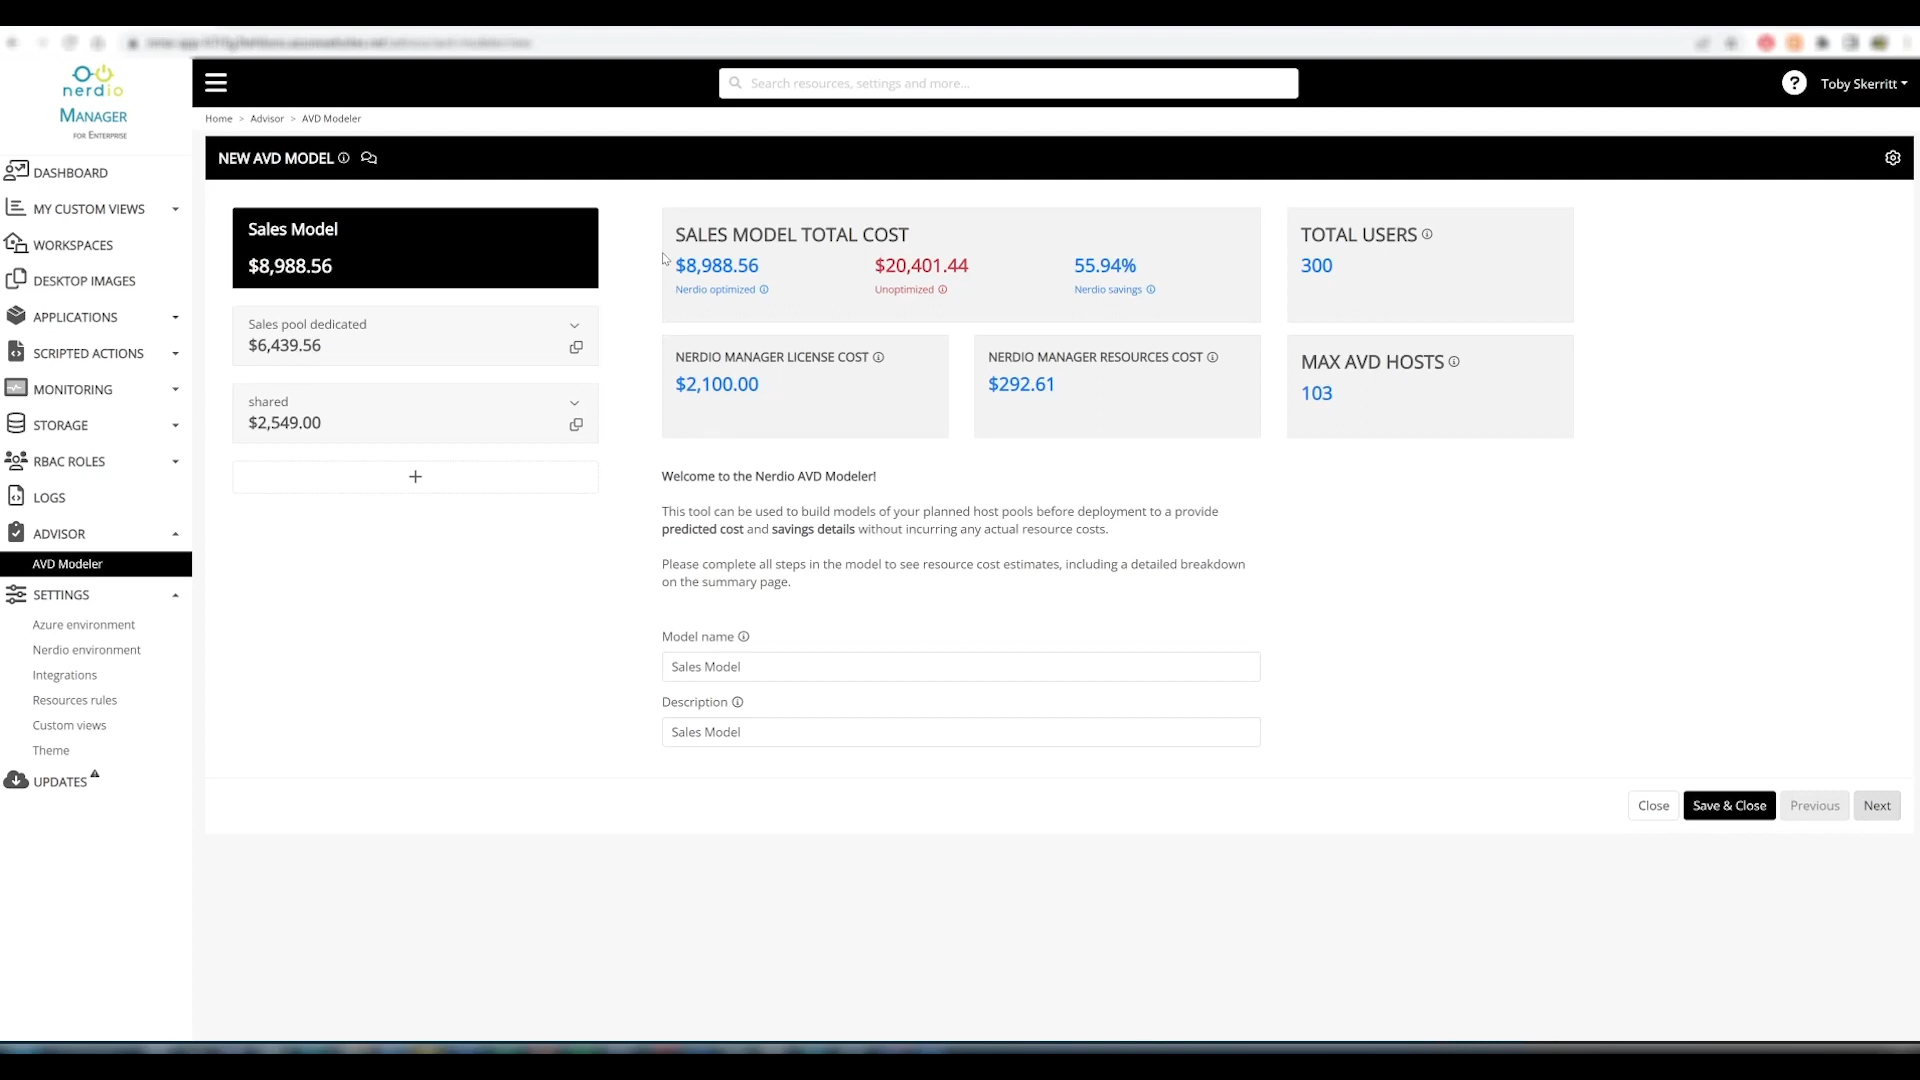 nerdio
MANAGER
FOR ENTERPRISE
Search resources, settings and more...
?
Toby Skerritt
Home > Advisor > AVD Modeler
NEW AVD MODEL
DASHBOARD
MY CUSTOM VIEWS
WORKSPACES
DESKTOP IMAGES
APPLICATIONS
SCRIPTED ACTIONS
MONITORING
STORAGE
RBAC ROLES
LOGS
ADVISOR
AVD Modeler
SETTINGS
Azure environment
Nerdio environment
Integrations
Resources rules
Custom views
Theme
UPDATES
Sales Model
$8,988.56
Sales pool dedicated
$6,439.56
shared
$2,549.00
+
SALES MODEL TOTAL COST
$8,988.56 $20,401.44 55.94%
Nerdio optimized Unoptimized Nerdio savings
TOTAL USERS
300
NERDIO MANAGER LICENSE COST
$2,100.00
NERDIO MANAGER RESOURCES COST
$292.61
MAX AVD HOSTS
103
Welcome to the Nerdio AVD Modeler!
This tool can be used to build models of your planned host pools before deployment to a provide
predicted cost and savings details without incurring any actual resource costs.
Please complete all steps in the model to see resource cost estimates, including a detailed breakdown
on the summary page.
Model name
Sales Model
Description
Sales Model
Close Save & Close Previous Next